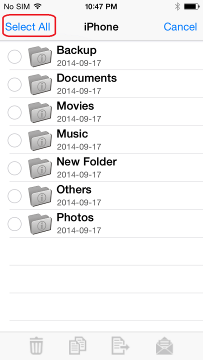 No SIM 10:47 PM
Select All iPhone Cancel
Backup
2014-09-17
Documents
2014-09-17
Movies
2014-09-17
Music
2014-09-17
New Folder
2014-09-17
Others
2014-09-17
Photos
2014-09-17